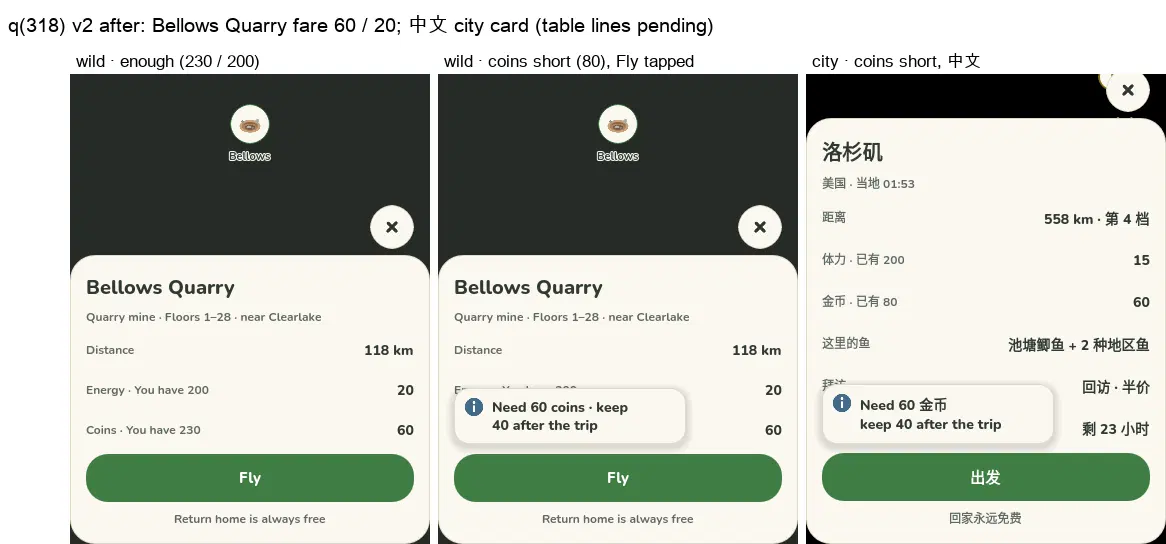 q(318) v2 after: Bellows Quarry fare 60 / 20; 中文 city card (table lines pending)
wild · enough (230 / 200)
Bellows
Bellows Quarry
Quarry mine · Floors 1–28 · near Clearlake
Distance 118 km
Energy · You have 200 20
Coins · You have 230 60
Fly
Return home is always free
wild · coins short (80), Fly tapped
Bellows
Bellows Quarry
Quarry mine · Floors 1–28 · near Clearlake
Distance 118 km
20
Need 60 coins · keep
40 after the trip
60
Fly
Return home is always free
city · coins short, 中文
洛杉矶
美国 · 当地 01:53
距离 558 km · 第 4 档
体力 · 已有 200 15
金币 · 已有 80 60
这里的鱼 池塘鲫鱼 + 2 种地区鱼
回访 · 半价
Need 60 金币
keep 40 after the trip
剩 23 小时
出发
回家永远免费